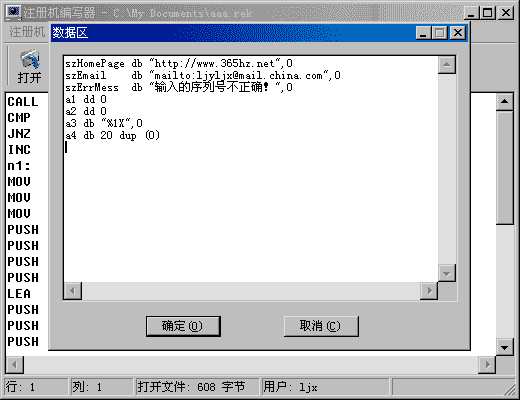 注册机编写器 - C:\My Documents\aaa.rek
注册机
数据区
打开
szHomePage db "http://www.365hz.net",0
szEmail db "mailto:ljyljx@mail.china.com",0
szErrMess db "输入的序列号不正确！",0
a1 dd 0
a2 dd 0
a3 db "%1X",0
a4 db 20 dup (0)
CALL
CMP
JNZ
INC
n1:
MOV
MOV
MOV
PUSH
PUSH
PUSH
PUSH
LEA
PUSH
PUSH
PUSH
确定(O) 取消(C)
行: 1 列: 1 打开文件: 608 字节 用户: ljx